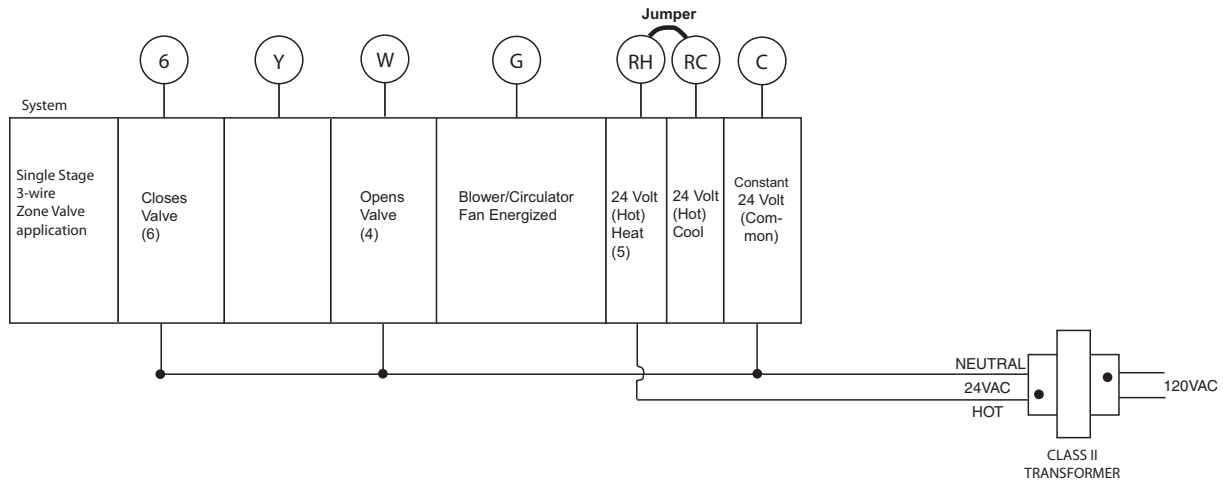 Jumper
6
Y
W
G
RH
RC
C
System
Single Stage
3-wire
Zone Valve
application
Closes
Valve
(6)
Opens
Valve
(4)
Blower/Circulator
Fan Energized
24 Volt
(Hot)
Heat
(5)
24 Volt
(Hot)
Cool
Constant
24 Volt
(Com-
mon)
NEUTRAL
24VAC
HOT
120VAC
CLASS II
TRANSFORMER